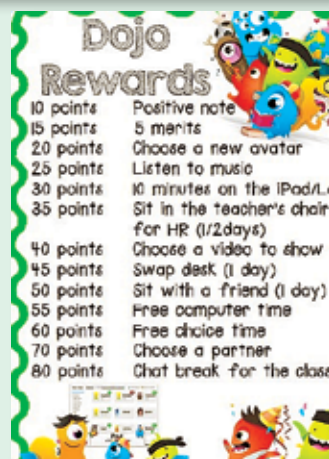 Dojo
Rewards
10 points Positive note
15 points 5 merits
20 points Choose a new avatar
25 points Listen to music
30 points 10 minutes on the iPad/L
35 points Sit in the teacher's chair
for HR (1/2days)
40 points Choose a video to show
45 points Swap desk (1 day)
50 points Sit with a friend (1 day)
55 points Free computer time
60 points Free choice time
70 points Choose a partner
80 points Chat break for the class